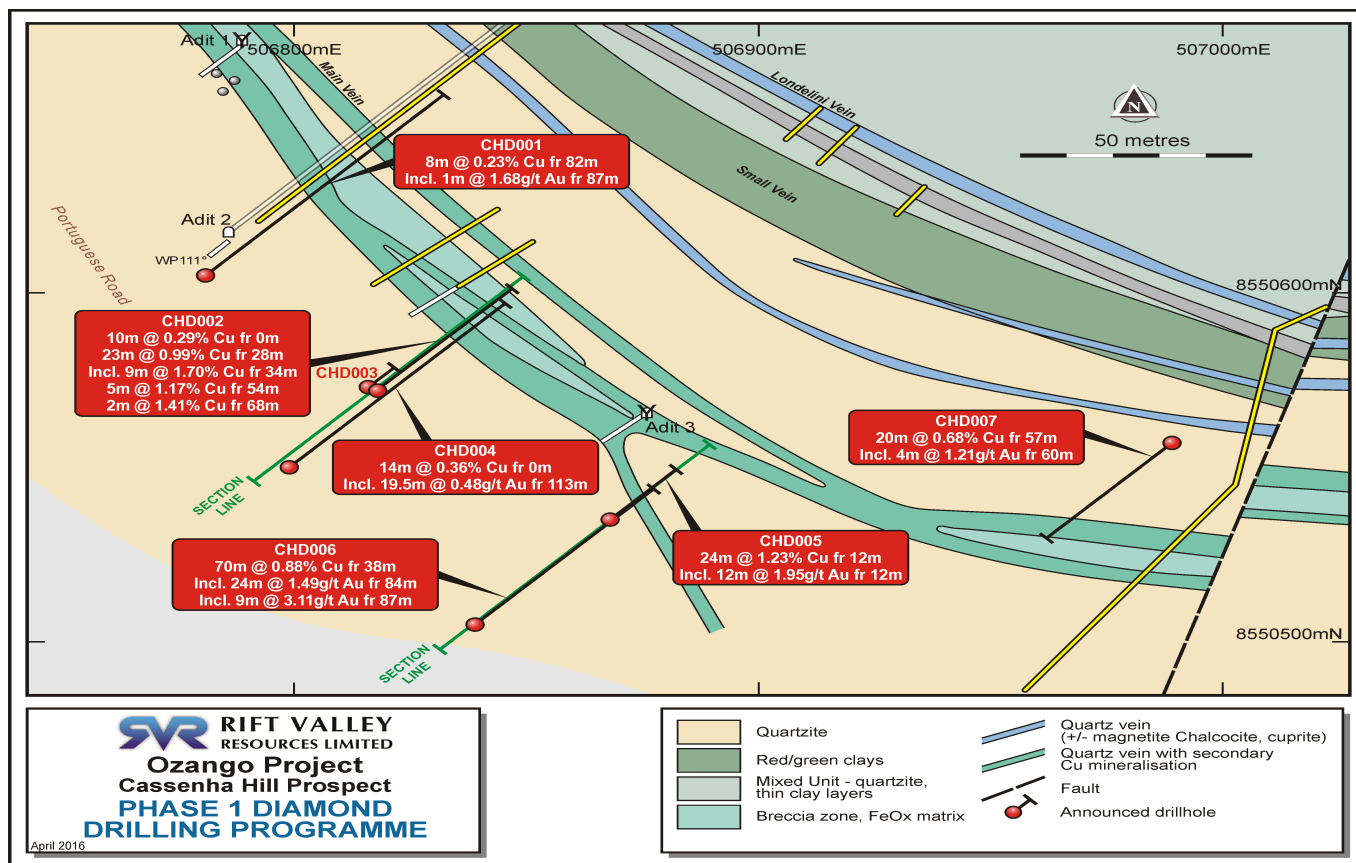 Adit 1
506800mE
506900mE
507000mE
Main Vein
Londelini Vein
N
50 metres
CHD001
8m @ 0.23% Cu fr 82m
Incl. 1m @ 1.68g/t Au fr 87m
Small Vein
Adit 2
Portuguese Road
WP111°
8550600mN
CHD002
10m @ 0.29% Cu fr 0m
23m @ 0.99% Cu fr 28m
Incl. 9m @ 1.70% Cu fr 34m
5m @ 1.17% Cu fr 54m
2m @ 1.41% Cu fr 68m
CHD003
Adit 3
CHD007
20m @ 0.68% Cu fr 57m
Incl. 4m @ 1.21g/t Au fr 60m
CHD004
14m @ 0.36% Cu fr 0m
Incl. 19.5m @ 0.48g/t Au fr 113m
SECTION
LINE
CHD006
70m @ 0.88% Cu fr 38m
Incl. 24m @ 1.49g/t Au fr 84m
Incl. 9m @ 3.11g/t Au fr 87m
CHD005
24m @ 1.23% Cu fr 12m
Incl. 12m @ 1.95g/t Au fr 12m
8550500mN
SECTION
LINE
SVR
RIFT VALLEY
RESOURCES LIMITED
Ozango Project
Cassenha Hill Prospect
PHASE 1 DIAMOND
DRILLING PROGRAMME
April 2016
Quartzite
Red/green clays
Mixed Unit - quartzite,
thin clay layers
Breccia zone, FeOx matrix
Quartz vein
(+/- magnetite Chalcocite, cuprite)
Quartz vein with secondary
Cu mineralisation
Fault
Announced drillhole